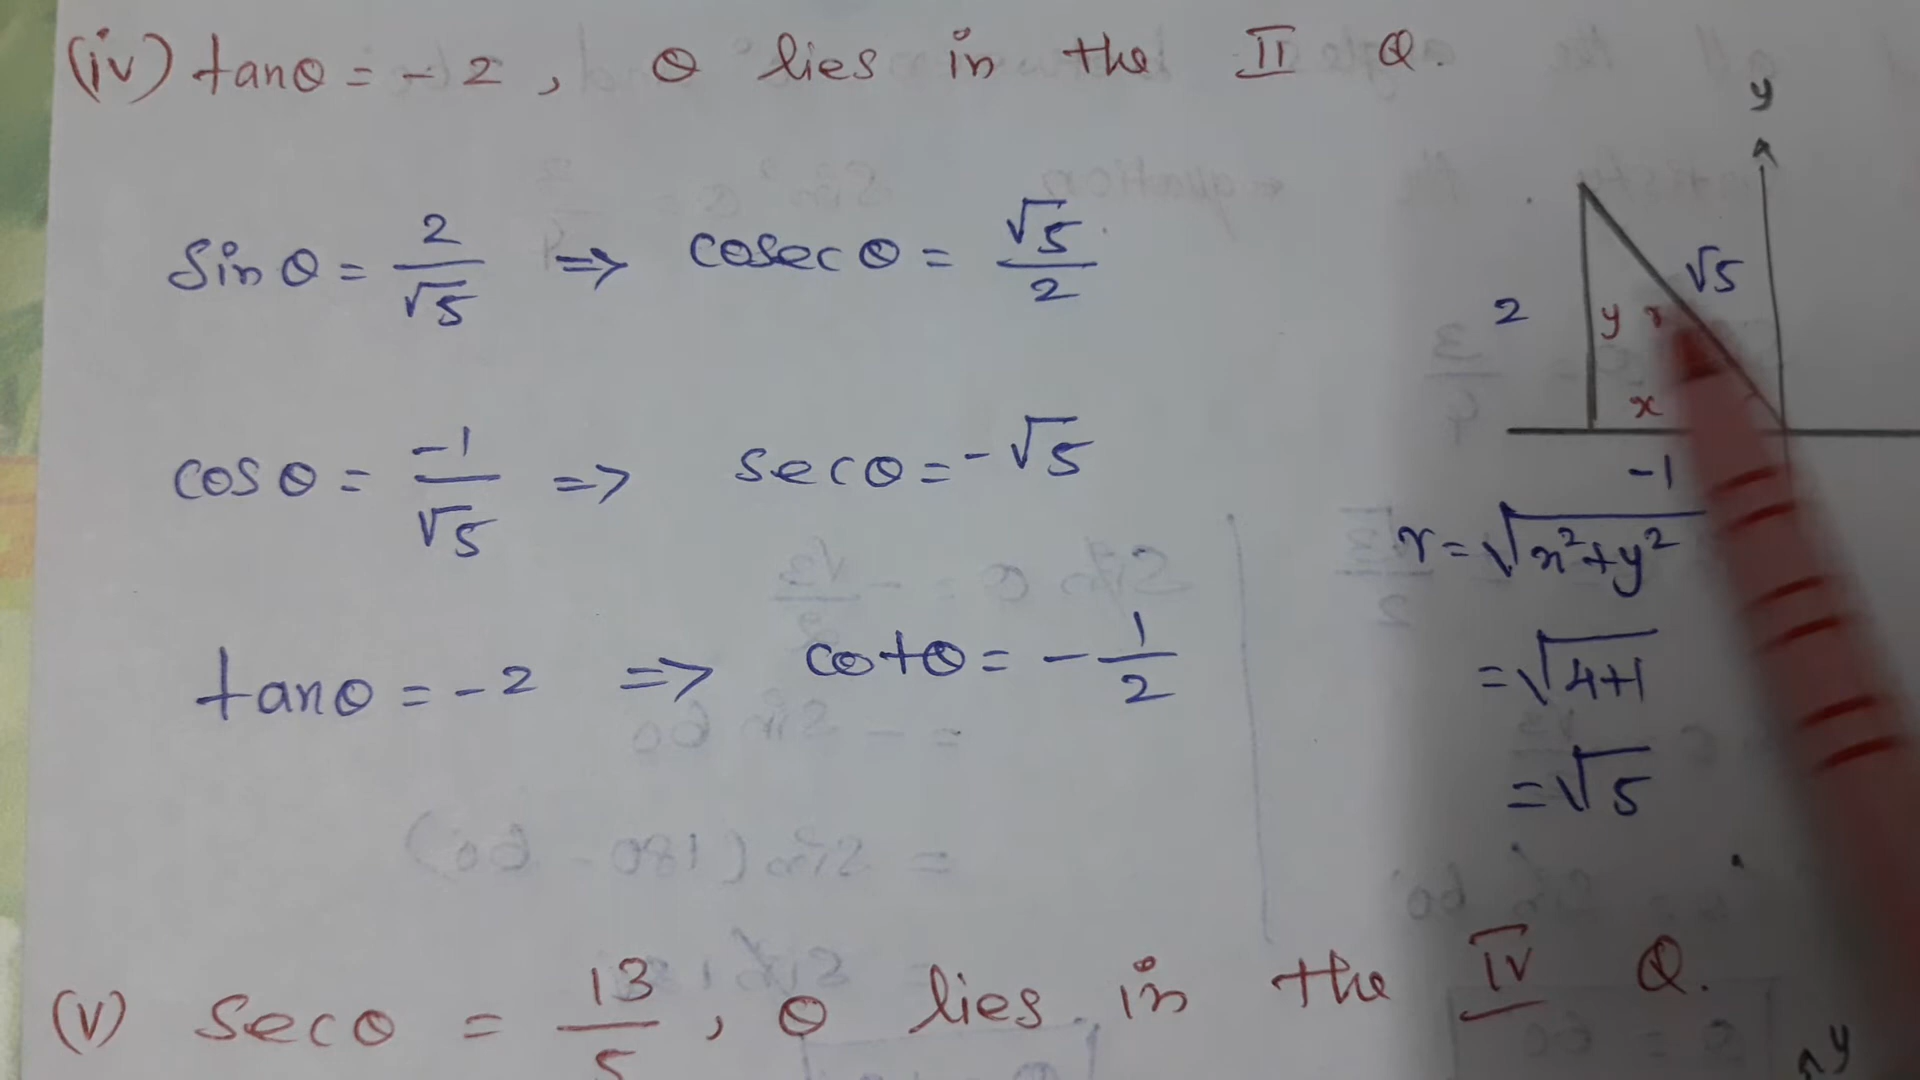 (iv) tanθ = -2, θ lies in the II Q.
y
sinθ = 2/√5 => cosecθ = √5/2
2 y r √5
x
-1
cosθ = -1/√5 => secθ = -√5
r = √x²+y²
= √4+1
= √5
tanθ = -2 => cotθ = -1/2
(v) secθ = 13/5, θ lies in the IV Q.
y